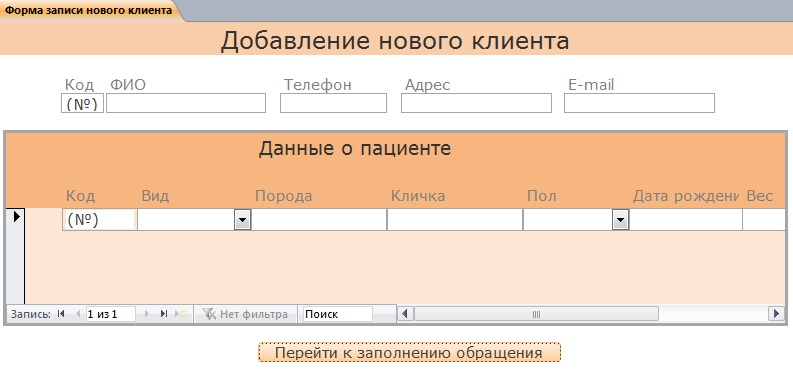 Форма записи нового клиента
Добавление нового клиента
Код ФИО Телефон Адрес E-mail
(№)
Данные о пациенте
Код Вид Порода Кличка Пол Дата рождени Вес
(№)
Запись: 1 из 1 Нет фильтра Поиск
Перейти к заполнению обращения